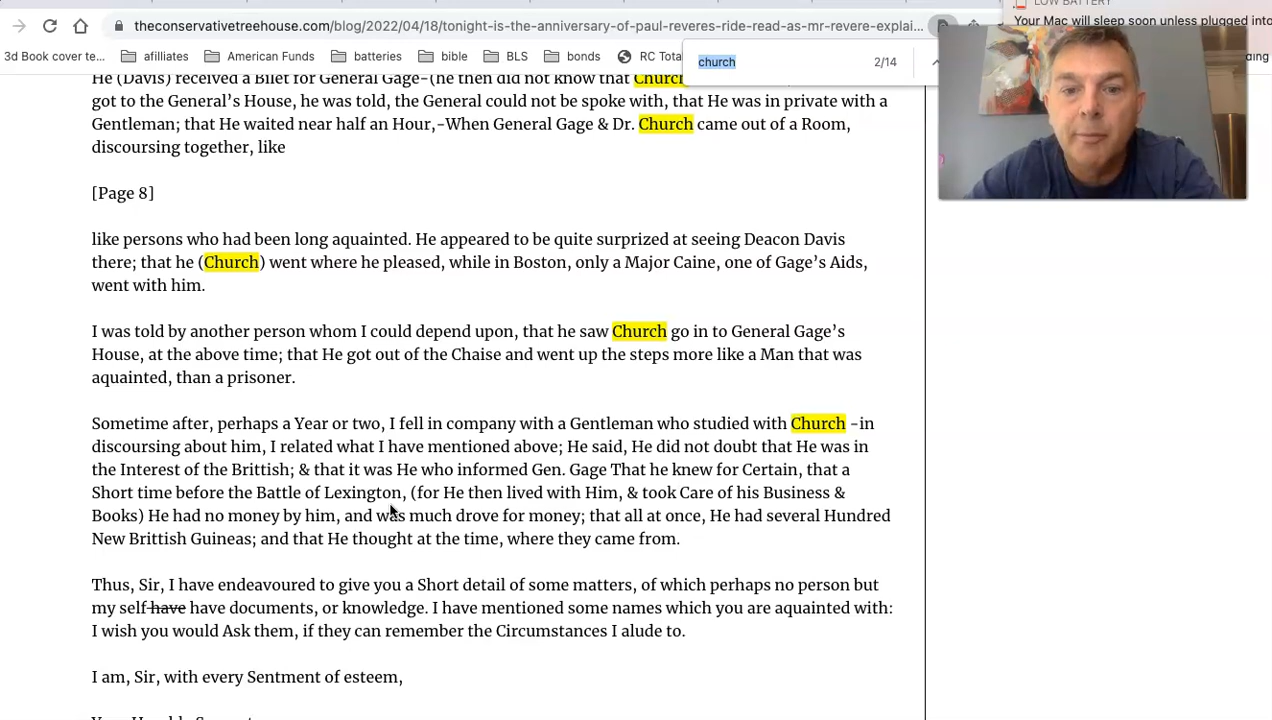 LOW BATTERY
Your Mac will sleep soon unless plugged into
theconservativetreehouse.com/blog/2022/04/18/tonight-is-the-anniversary-of-paul-reveres-ride-read-as-mr-revere-explai...
3d Book cover te... afilliates American Funds batteries bible BLS bonds RC Tota
church 2/14
He (Davis) received a Bilet for General Gage-(he then did not know that Church
got to the General's House, he was told, the General could not be spoke with, that He was in private with a
Gentleman; that He waited near half an Hour,-When General Gage & Dr. Church came out of a Room,
discoursing together, like
[Page 8]
like persons who had been long aquainted. He appeared to be quite surprized at seeing Deacon Davis
there; that he (Church) went where he pleased, while in Boston, only a Major Caine, one of Gage's Aids,
went with him.
I was told by another person whom I could depend upon, that he saw Church go in to General Gage's
House, at the above time; that He got out of the Chaise and went up the steps more like a Man that was
aquainted, than a prisoner.
Sometime after, perhaps a Year or two, I fell in company with a Gentleman who studied with Church -in
discoursing about him, I related what I have mentioned above; He said, He did not doubt that He was in
the Interest of the Brittish; & that it was He who informed Gen. Gage That he knew for Certain, that a
Short time before the Battle of Lexington, (for He then lived with Him, & took Care of his Business &
Books) He had no money by him, and was much drove for money; that all at once, He had several Hundred
New Brittish Guineas; and that He thought at the time, where they came from.
Thus, Sir, I have endeavoured to give you a Short detail of some matters, of which perhaps no person but
my self have have documents, or knowledge. I have mentioned some names which you are aquainted with:
I wish you would Ask them, if they can remember the Circumstances I alude to.
I am, Sir, with every Sentment of esteem,